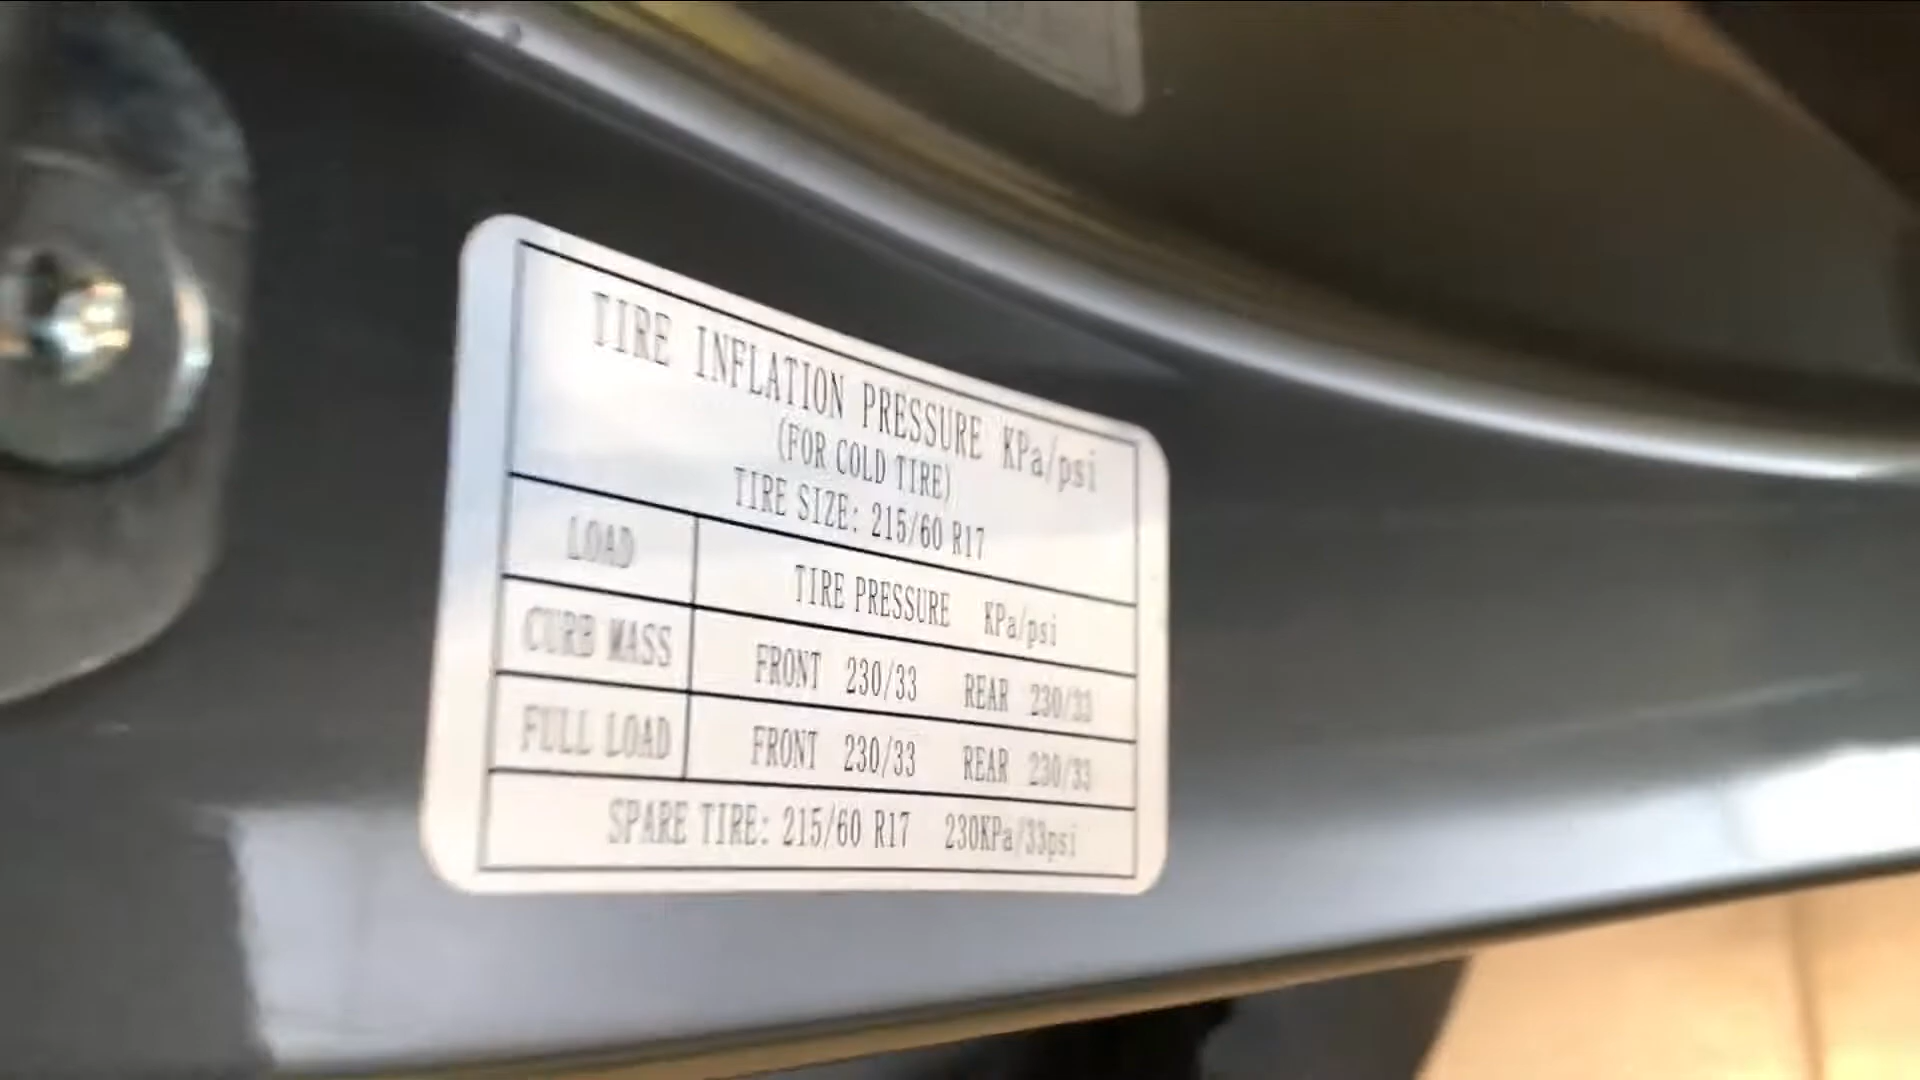 TIRE INFLATION PRESSURE KPa/psi
(FOR COLD TIRE)
TIRE SIZE: 215/60 R17
LOAD TIRE PRESSURE KPa/psi
CURB MASS FRONT 230/33 REAR 230/33
FULL LOAD FRONT 230/33 REAR 230/33
SPARE TIRE: 215/60 R17 230KPa/33psi